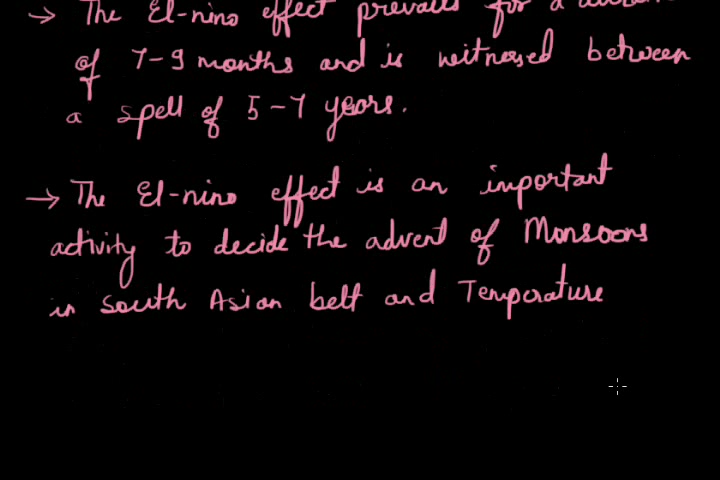 → The El-nino effect prevails for a
of 7-9 months and is witnessed between
a spell of 5-7 years.
→ The El-nino effect is an important
activity to decide the advent of Monsoons
in south Asian belt and Temperature